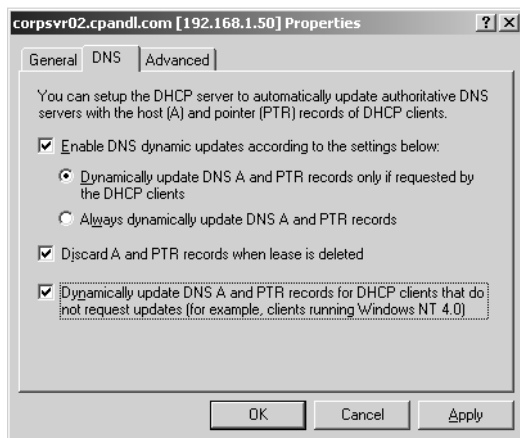 corpsvr02.cpandl.com [192.168.1.50] Properties
General DNS Advanced
You can setup the DHCP server to automatically update authoritative DNS
servers with the host (A) and pointer (PTR) records of DHCP clients.
Enable DNS dynamic updates according to the settings below:
Dynamically update DNS A and PTR records only if requested by
the DHCP clients
Always dynamically update DNS A and PTR records
Discard A and PTR records when lease is deleted
Dynamically update DNS A and PTR records for DHCP clients that do
not request updates (for example, clients running Windows NT 4.0)
OK Cancel Apply